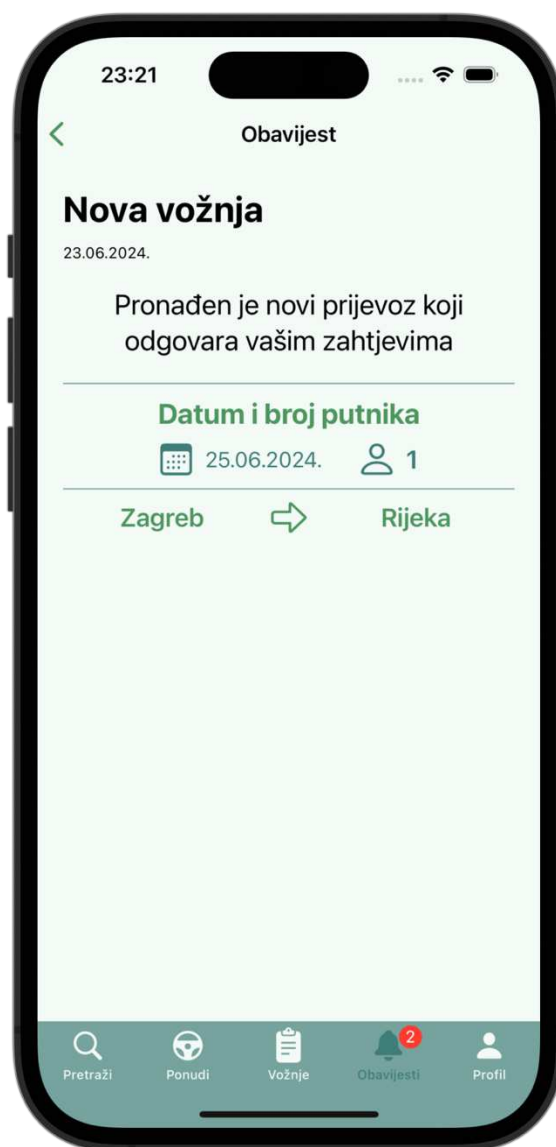 23:21
Obavijest
Nova vožnja
23.06.2024.
Pronađen je novi prijevoz koji
odgovara vašim zahtjevima
Datum i broj putnika
25.06.2024. 1
Zagreb Rijeka
2
Pretraži Ponudi Vožnje Obavijesti Profil